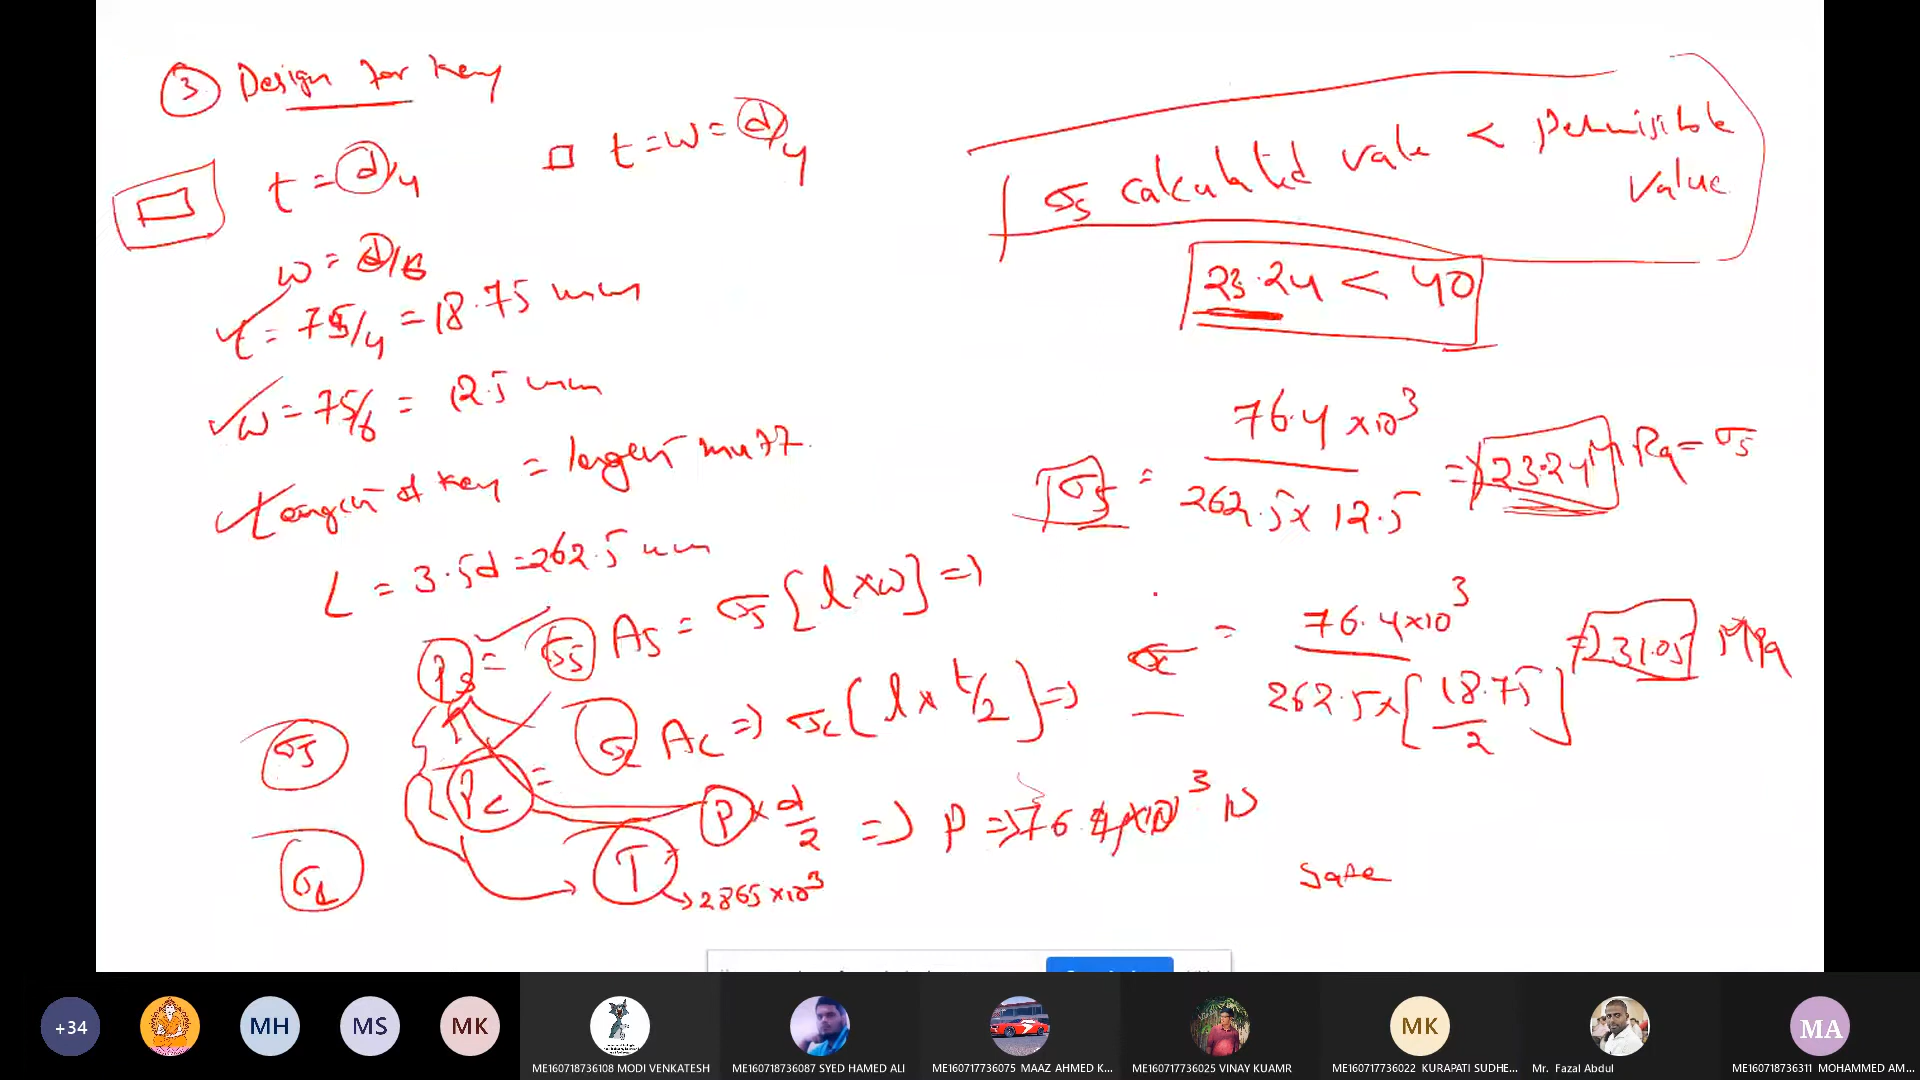 ③ Design for key
t = d/4
□ t = w = d/4
w = d/6
t = 75/4 = 18.75 mm
w = 75/6 = 12.5 mm
Length of key = length muff.
L = 3.5d = 262.5 mm
Ps = σs As = σs [l × w] =>
Pc = σc Ac => σc [l × t/2] =>
σs
σc
T = P × d/2 => P => 76.4 × 10³ N
→ 2865 × 10³
σs calculated value < permissible value
23.24 < 40
σs = 76.4 × 10³ / 262.5 × 12.5 = 23.24 MPa = σs
σc = 76.4 × 10³ / 262.5 × [18.75 / 2] = 31.05 MPa
safe
+34
MH
MS
MK
ME160718736108 MODI VENKATESH
ME160718736087 SYED HAMED ALI
ME160717736075 MAAZ AHMED K...
ME160717736025 VINAY KUAMR
MK
ME160717736022 KURAPATI SUDHE...
Mr. Fazal Abdul
MA
ME160718736311 MOHAMMED AM...